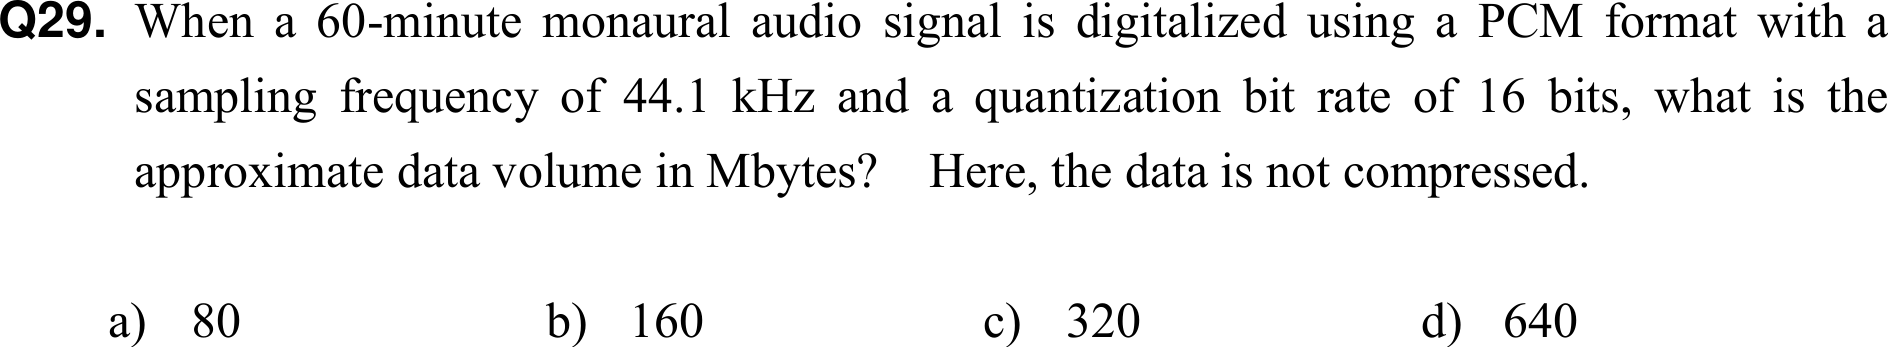 Q29. When a 60-minute monaural audio signal is digitalized using a PCM format with a
sampling frequency of 44.1 kHz and a quantization bit rate of 16 bits, what is the
approximate data volume in Mbytes? Here, the data is not compressed.
a) 80 b) 160 c) 320 d) 640